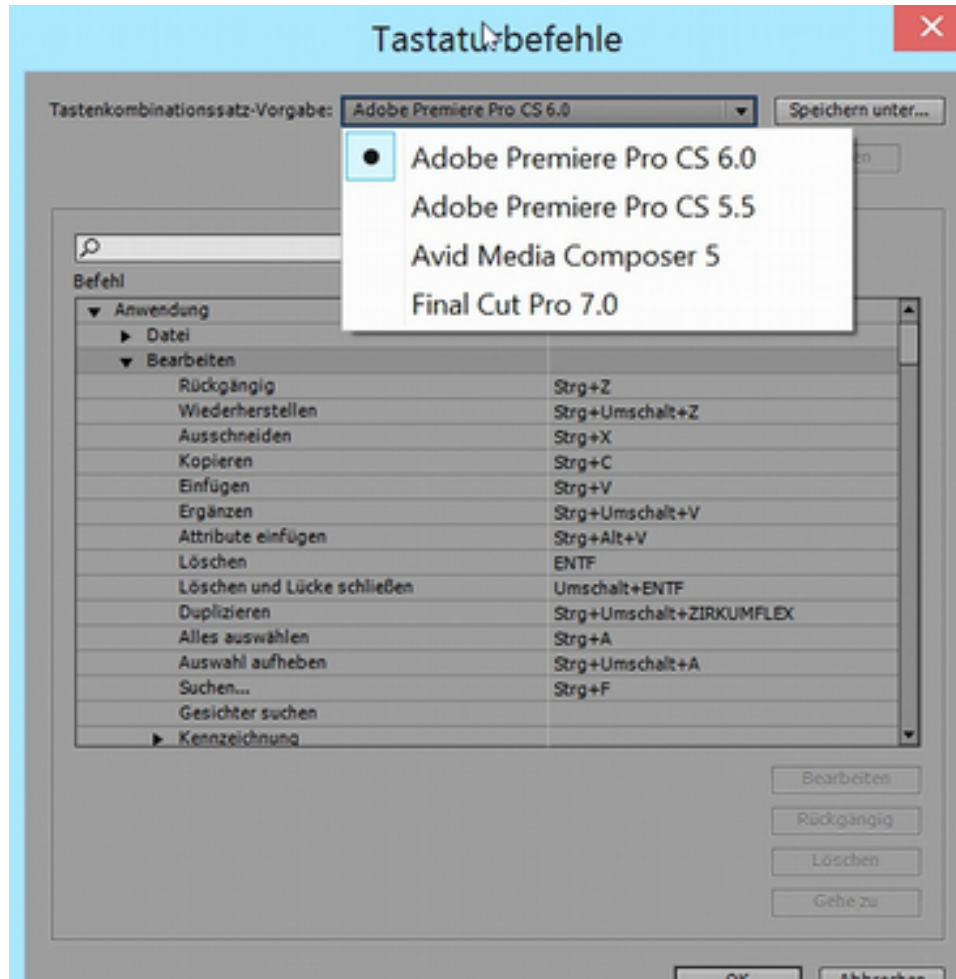 Tastaturbefehle
Tastenkombinationssatz-Vorgabe: Adobe Premiere Pro CS 6.0 Speichern unter...
Adobe Premiere Pro CS 6.0
Adobe Premiere Pro CS 5.5
Avid Media Composer 5
Final Cut Pro 7.0
Befehl
Anwendung
Datei
Bearbeiten
Rückgängig Strg+Z
Wiederherstellen Strg+Umschalt+Z
Ausschneiden Strg+X
Kopieren Strg+C
Einfügen Strg+V
Ergänzen Strg+Umschalt+V
Attribute einfügen Strg+Alt+V
Löschen ENTF
Löschen und Lücke schließen Umschalt+ENTF
Duplizieren Strg+Umschalt+ZIRKUMFLEX
Alles auswählen Strg+A
Auswahl aufheben Strg+Umschalt+A
Suchen... Strg+F
Gesichter suchen
Kennzeichnung
Bearbeiten
Rückgängig
Löschen
Gehe zu
OK Abbrechen